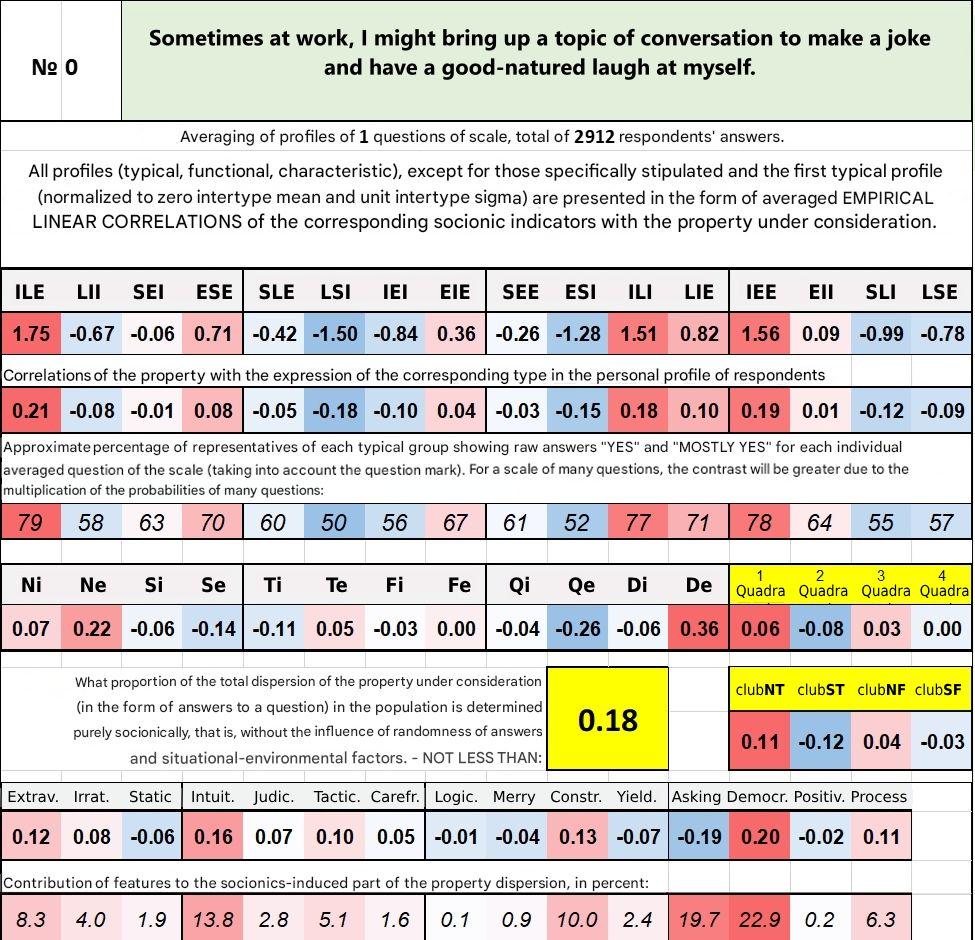 № 0
Sometimes at work, I might bring up a topic of conversation to make a joke
and have a good-natured laugh at myself.
Averaging of profiles of 1 questions of scale, total of 2912 respondents' answers.
All profiles (typical, functional, characteristic), except for those specifically stipulated and the first typical profile
(normalized to zero intertype mean and unit intertype sigma) are presented in the form of averaged EMPIRICAL
LINEAR CORRELATIONS of the corresponding socionic indicators with the property under consideration.
ILE LII SEI ESE SLE LSI IEI EIE SEE ESI ILI LIE IEE EII SLI LSE
1.75 -0.67 -0.06 0.71 -0.42 -1.50 -0.84 0.36 -0.26 -1.28 1.51 0.82 1.56 0.09 -0.99 -0.78
Correlations of the property with the expression of the corresponding type in the personal profile of respondents
0.21 -0.08 -0.01 0.08 -0.05 -0.18 -0.10 0.04 -0.03 -0.15 0.18 0.10 0.19 0.01 -0.12 -0.09
Approximate percentage of representatives of each typical group showing raw answers "YES" and "MOSTLY YES" for each individual
averaged question of the scale (taking into account the question mark). For a scale of many questions, the contrast will be greater due to the
multiplication of the probabilities of many questions:
79 58 63 70 60 50 56 67 61 52 77 71 78 64 55 57
Ni Ne Si Se Ti Te Fi Fe Qi Qe Di De 1 Quadra 2 Quadra 3 Quadra 4 Quadra
0.07 0.22 -0.06 -0.14 -0.11 0.05 -0.03 0.00 -0.04 -0.26 -0.06 0.36 0.06 -0.08 0.03 0.00
What proportion of the total dispersion of the property under consideration
(in the form of answers to a question) in the population is determined
purely socionically, that is, without the influence of randomness of answers
and situational-environmental factors. - NOT LESS THAN:
0.18
clubNT clubST clubNF clubSF
0.11 -0.12 0.04 -0.03
Extrav. Irrat. Static Intuit. Judic. Tactic. Carefr. Logic. Merry Constr. Yield. Asking Democr. Positiv. Process
0.12 0.08 -0.06 0.16 0.07 0.10 0.05 -0.01 -0.04 0.13 -0.07 -0.19 0.20 -0.02 0.11
Contribution of features to the socionics-induced part of the property dispersion, in percent:
8.3 4.0 1.9 13.8 2.8 5.1 1.6 0.1 0.9 10.0 2.4 19.7 22.9 0.2 6.3